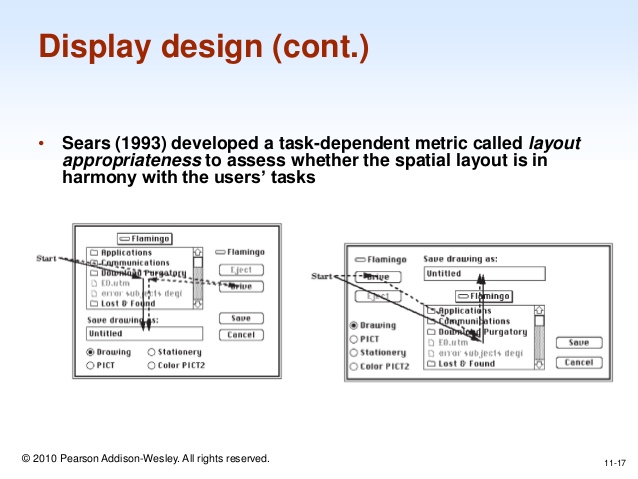 Display design (cont.)
• Sears (1993) developed a task-dependent metric called layout
appropriateness to assess whether the spatial layout is in
harmony with the users’ tasks
Flamingo
Start
Applications
Communications
Download Purgatory
ED.utm
error subjects degi
Lost & Found
Flamingo
Eject
Drive
Save drawing as:
Untitled
Save
Cancel
Drawing
Stationery
PICT
Color PICT2
Flamingo
Start
Drive
Eject
Drawing
PICT
Stationery
Color PICT2
Save drawing as:
Untitled
Flamingo
Applications
Communications
Download Purgatory
ED.utm
error subjects degi
Lost & Found
Save
Cancel
© 2010 Pearson Addison-Wesley. All rights reserved.
11-17